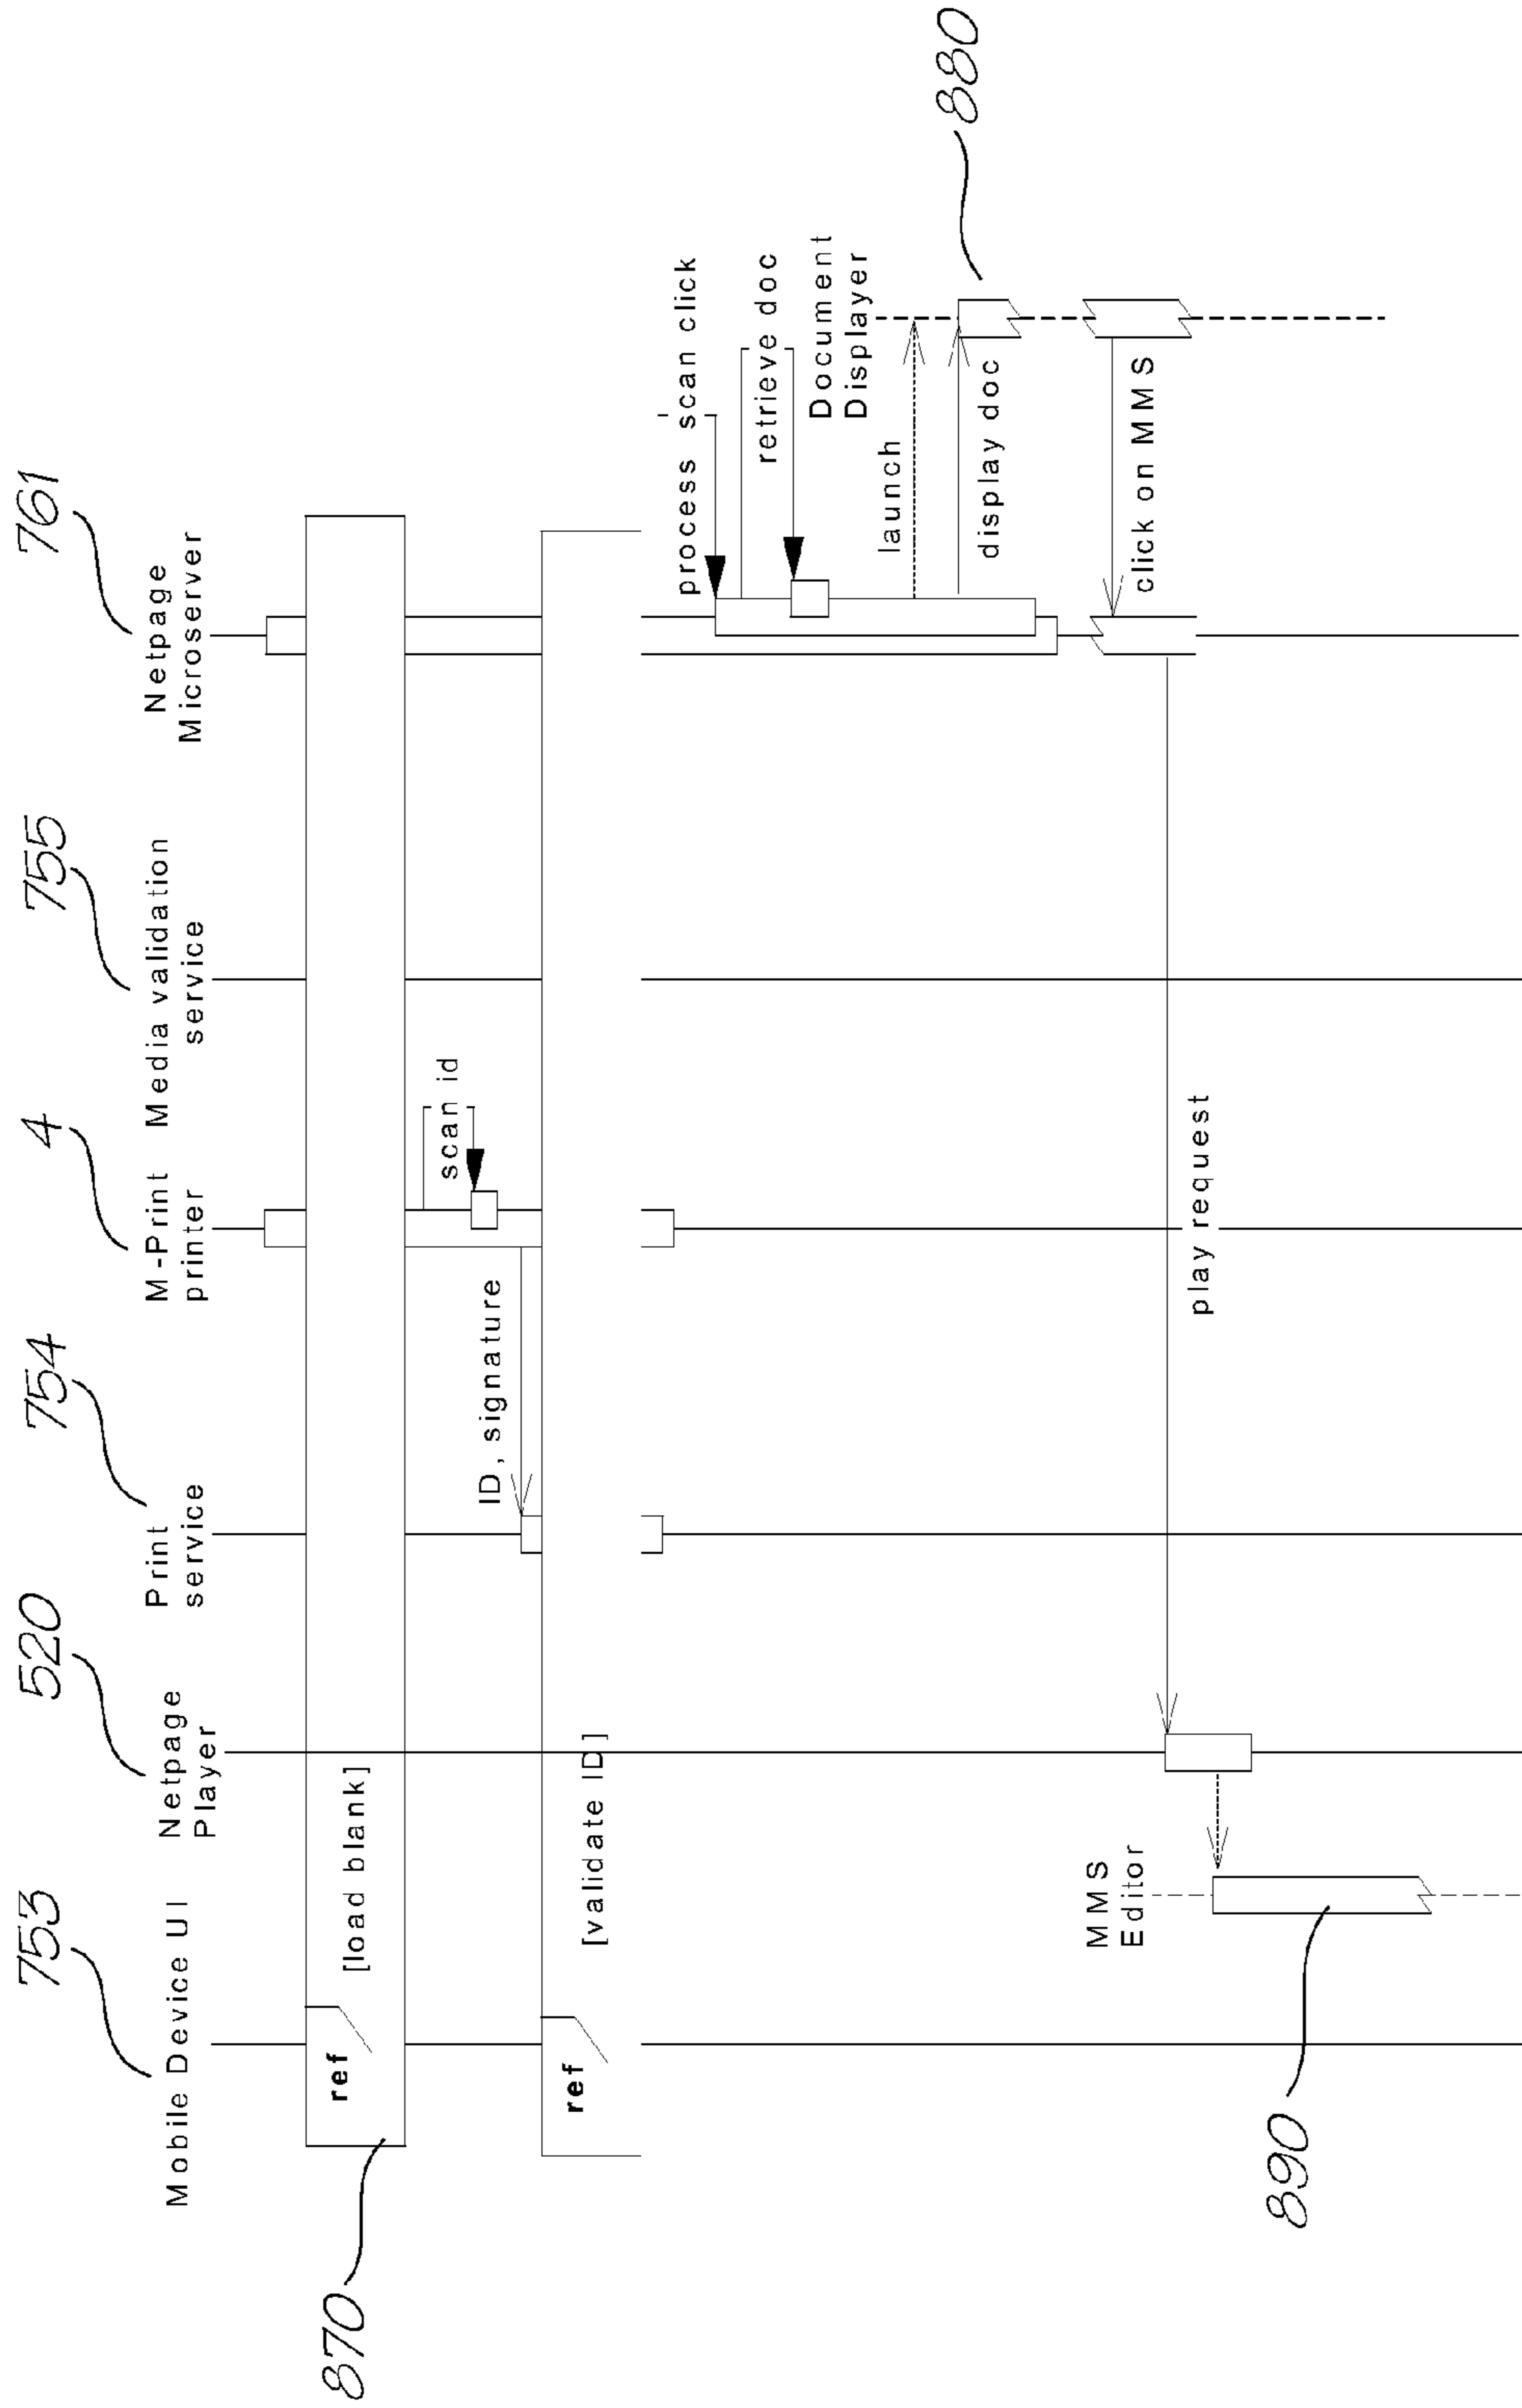 753
520
754
4
755
761
Mobile Device UI
Netpage
Player
Print
service
M-Print
printer
Media validation
service
Netpage
Microserver
870
ref
[load blank]
scan id
ID, signature
ref
[validate ID]
process scan click
retrieve doc
Document
Displayer
launch
display doc
880
MMS
Editor
click on MMS
play request
890